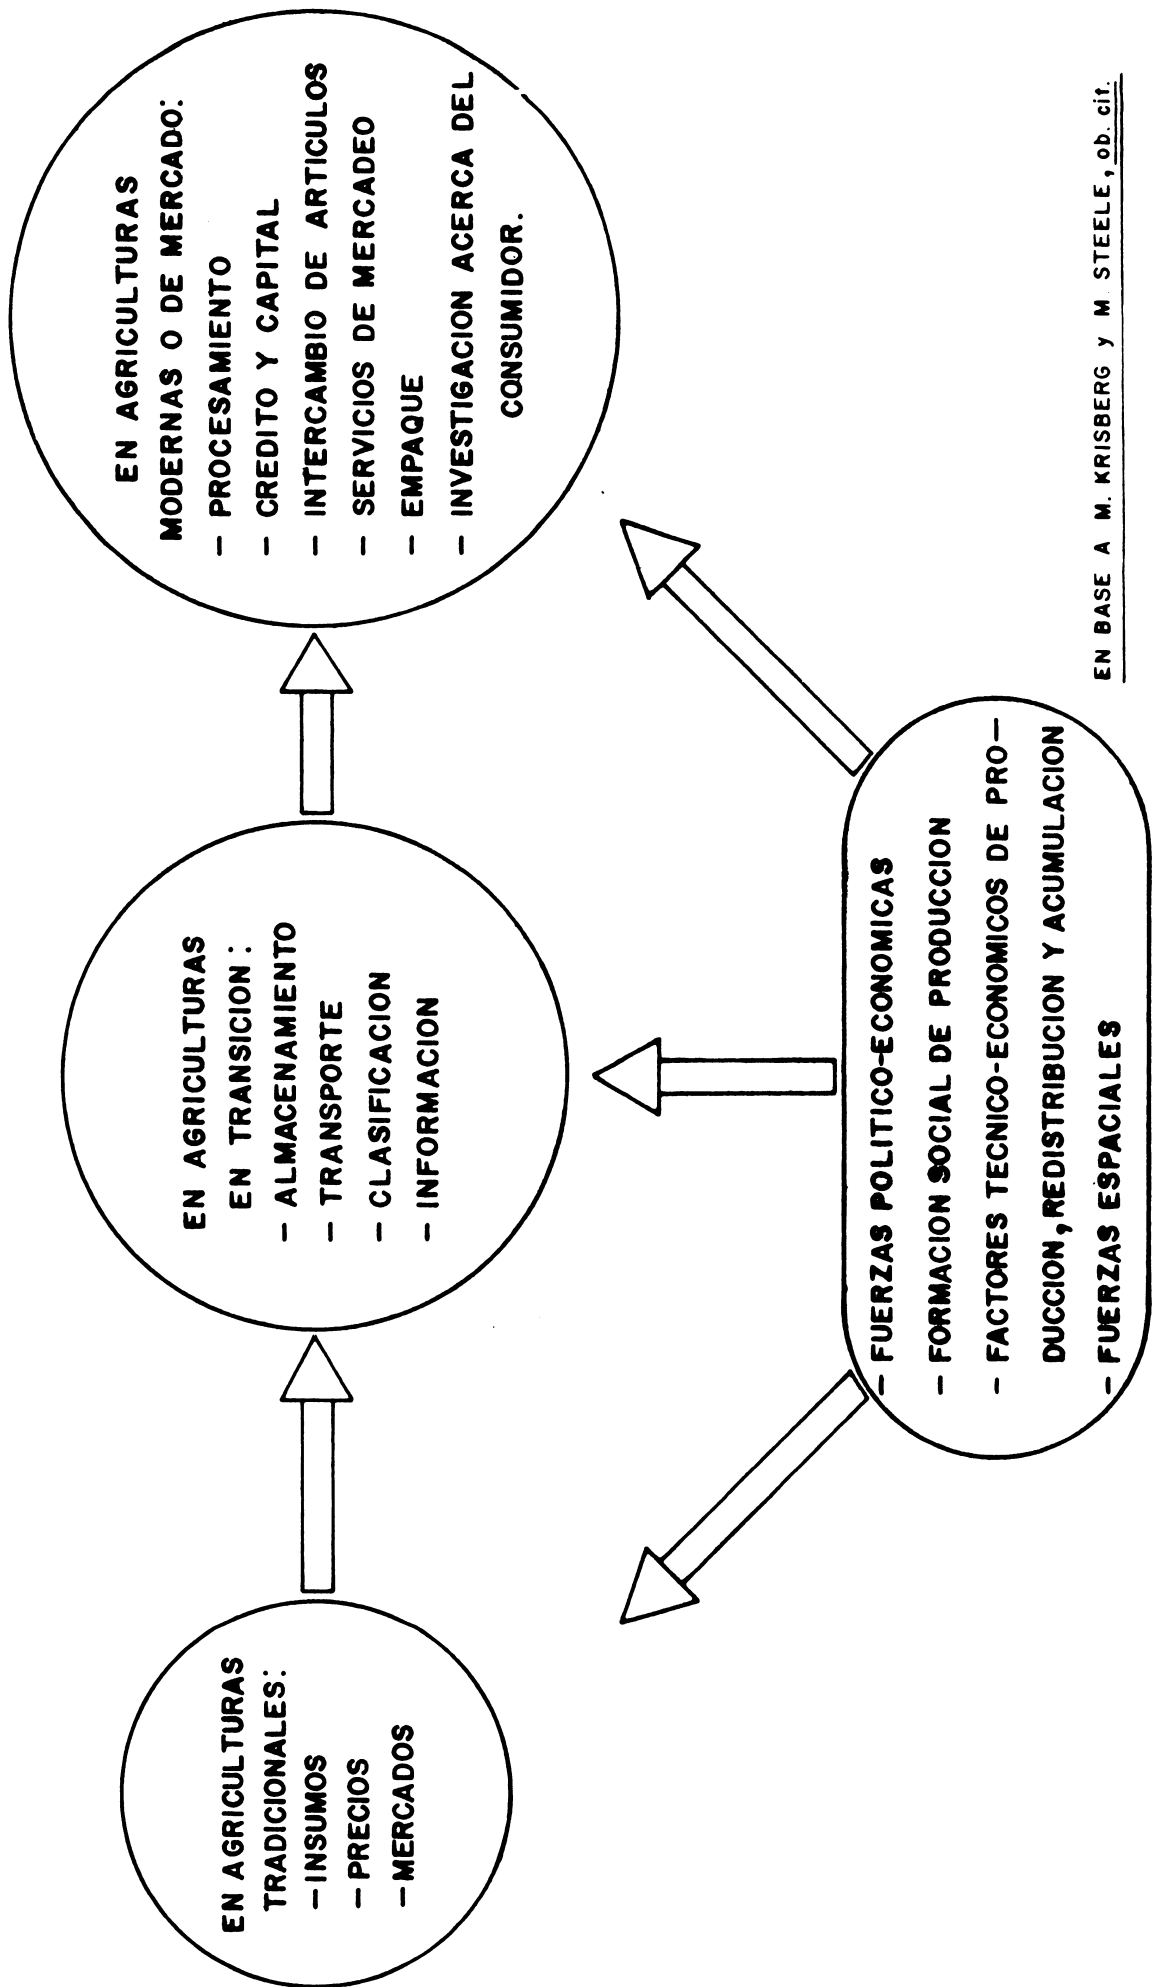 EN AGRICULTURAS
TRADICIONALES:
- INSUMOS
- PRECIOS
- MERCADOS
EN AGRICULTURAS
EN TRANSICION:
- ALMACENAMIENTO
- TRANSPORTE
- CLASIFICACION
- INFORMACION
EN AGRICULTURAS
MODERNAS O DE MERCADO:
- PROCESAMIENTO
- CREDITO Y CAPITAL
- INTERCAMBIO DE ARTICULOS
- SERVICIOS DE MERCADEO
- EMPAQUE
- INVESTIGACION ACERCA DEL
CONSUMIDOR.
- FUERZAS POLITICO-ECONOMICAS
- FORMACION SOCIAL DE PRODUCCION
- FACTORES TECNICO-ECONOMICOS DE PRO-
DUCCION, REDISTRIBUCION Y ACUMULACION
- FUERZAS ESPACIALES
EN BASE A M. KRISBERG y M STEELE, ob. cit.